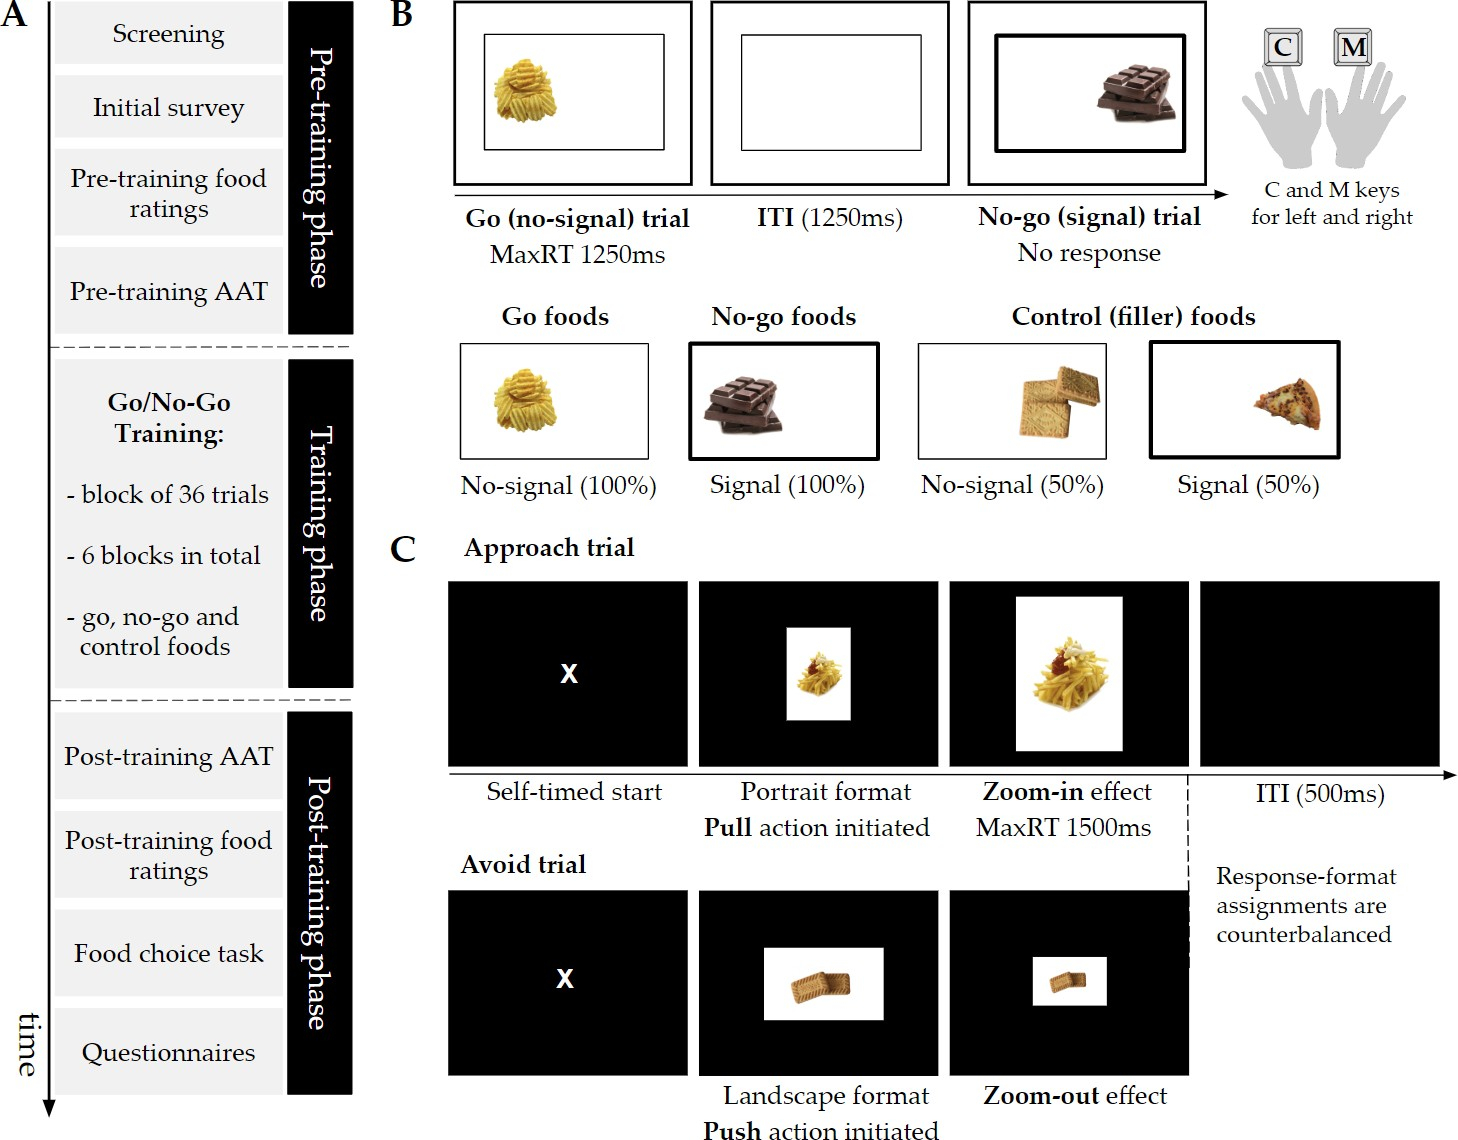 A
Screening
Initial survey
Pre-training food
ratings
Pre-training AAT
Pre-training phase
Go/No-Go
Training:
- block of 36 trials
- 6 blocks in total
- go, no-go and
control foods
Training phase
Post-training AAT
Post-training food
ratings
Food choice task
Questionnaires
Post-training phase
time
B
C M
Go (no-signal) trial
MaxRT 1250ms
ITI (1250ms)
No-go (signal) trial
No response
C and M keys
for left and right
Go foods
No-go foods
Control (filler) foods
No-signal (100%)
Signal (100%)
No-signal (50%)
Signal (50%)
C
Approach trial
X
Self-timed start
Portrait format
Pull action initiated
Zoom-in effect
MaxRT 1500ms
ITI (500ms)
Avoid trial
X
Landscape format
Push action initiated
Zoom-out effect
Response-format
assignments are
counterbalanced